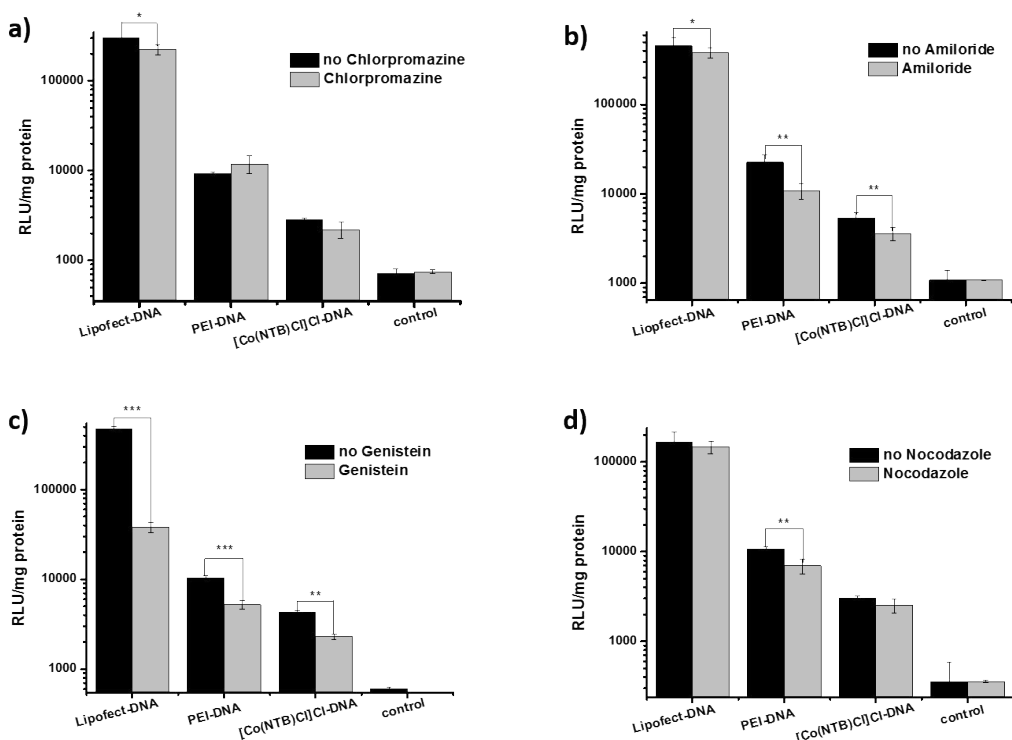 a)
*
no Chlorpromazine
Chlorpromazine
100000
10000
1000
RLU/mg protein
Lipofect-DNA
PEI-DNA
[Co(NTB)Cl]Cl-DNA
control
b)
*
no Amiloride
Amiloride
100000
**
**
10000
1000
RLU/mg protein
Liopfect-DNA
PEI-DNA
[Co(NTB)Cl]Cl-DNA
control
c)
***
no Genistein
Genistein
100000
***
**
10000
1000
RLU/mg protein
Lipofect-DNA
PEI-DNA
[Co(NTB)Cl]Cl-DNA
control
d)
no Nocodazole
Nocodazole
100000
**
10000
1000
RLU/mg protein
Lipofect-DNA
PEI-DNA
[Co(NTB)Cl]Cl-DNA
control